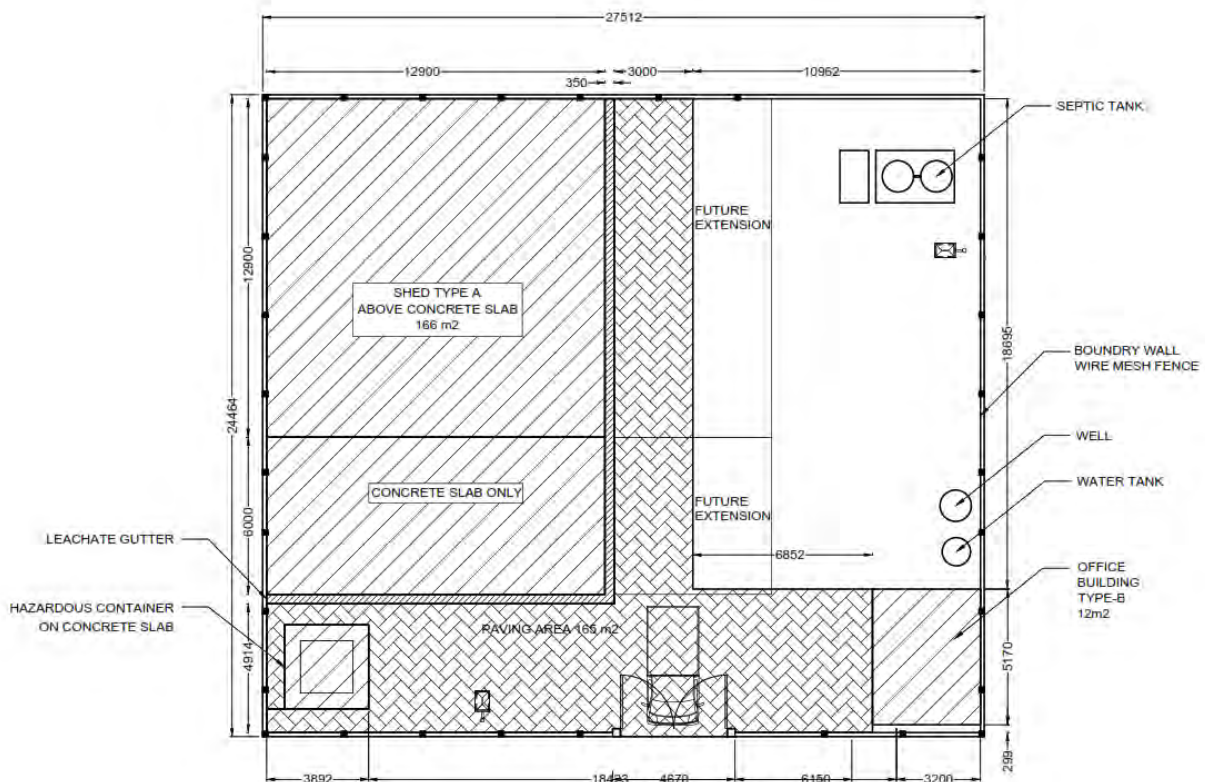 27512
12900
350
3000
10962
SEPTIC TANK
FUTURE
EXTENSION
12900
SHED TYPE A
ABOVE CONCRETE SLAB
166 m2
18695
BOUNDRY WALL
WIRE MESH FENCE
24464
WELL
CONCRETE SLAB ONLY
WATER TANK
FUTURE
EXTENSION
6000
LEACHATE GUTTER
6852
OFFICE
BUILDING
TYPE-B
12m2
HAZARDOUS CONTAINER
ON CONCRETE SLAB
PAVING AREA 165 m2
4914
5170
299
3892
18493
4670
6150
3200